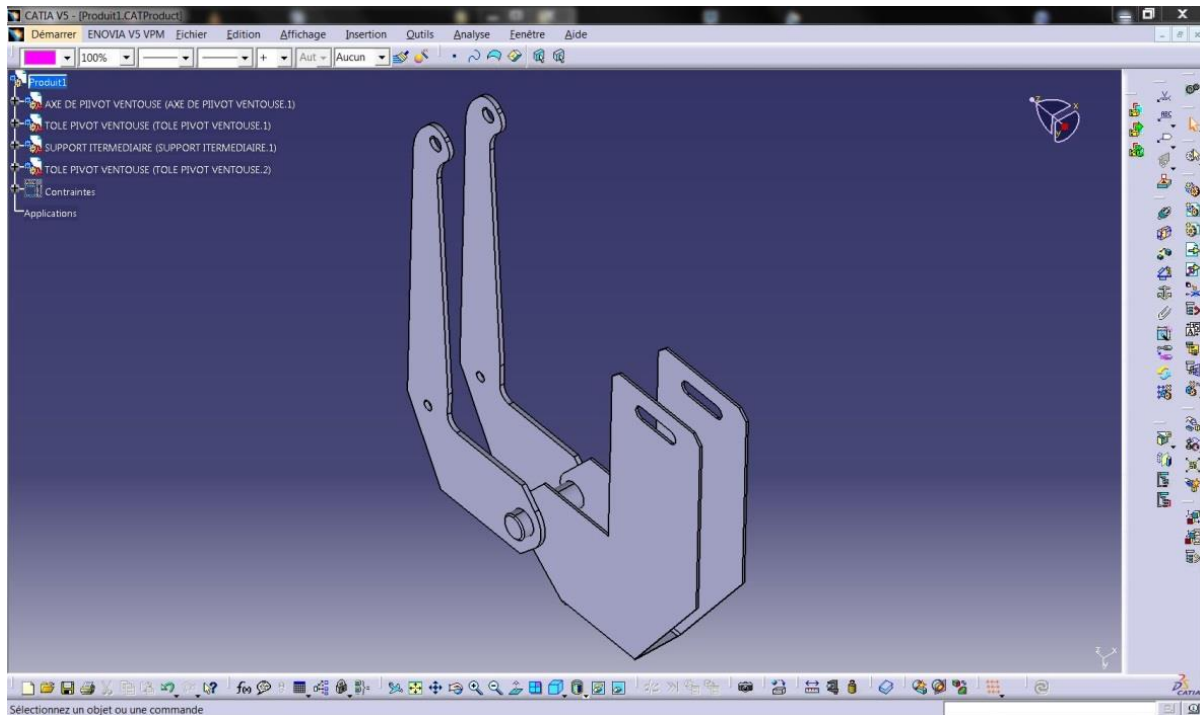 CATIA V5 - [Produit1.CATProduct]
Démarrer ENOVIA V5 VPM Fichier Edition Affichage Insertion Outils Analyse Fenêtre Aide
100% Aut Aucun
Produit1
AXE DE PIIVOT VENTOUSE (AXE DE PIIVOT VENTOUSE.1)
TOLE PIVOT VENTOUSE (TOLE PIVOT VENTOUSE.1)
SUPPORT ITERMEDIAIRE (SUPPORT ITERMEDIAIRE.1)
TOLE PIVOT VENTOUSE (TOLE PIVOT VENTOUSE.2)
Contraintes
Applications
CATIA
Sélectionnez un objet ou une commande